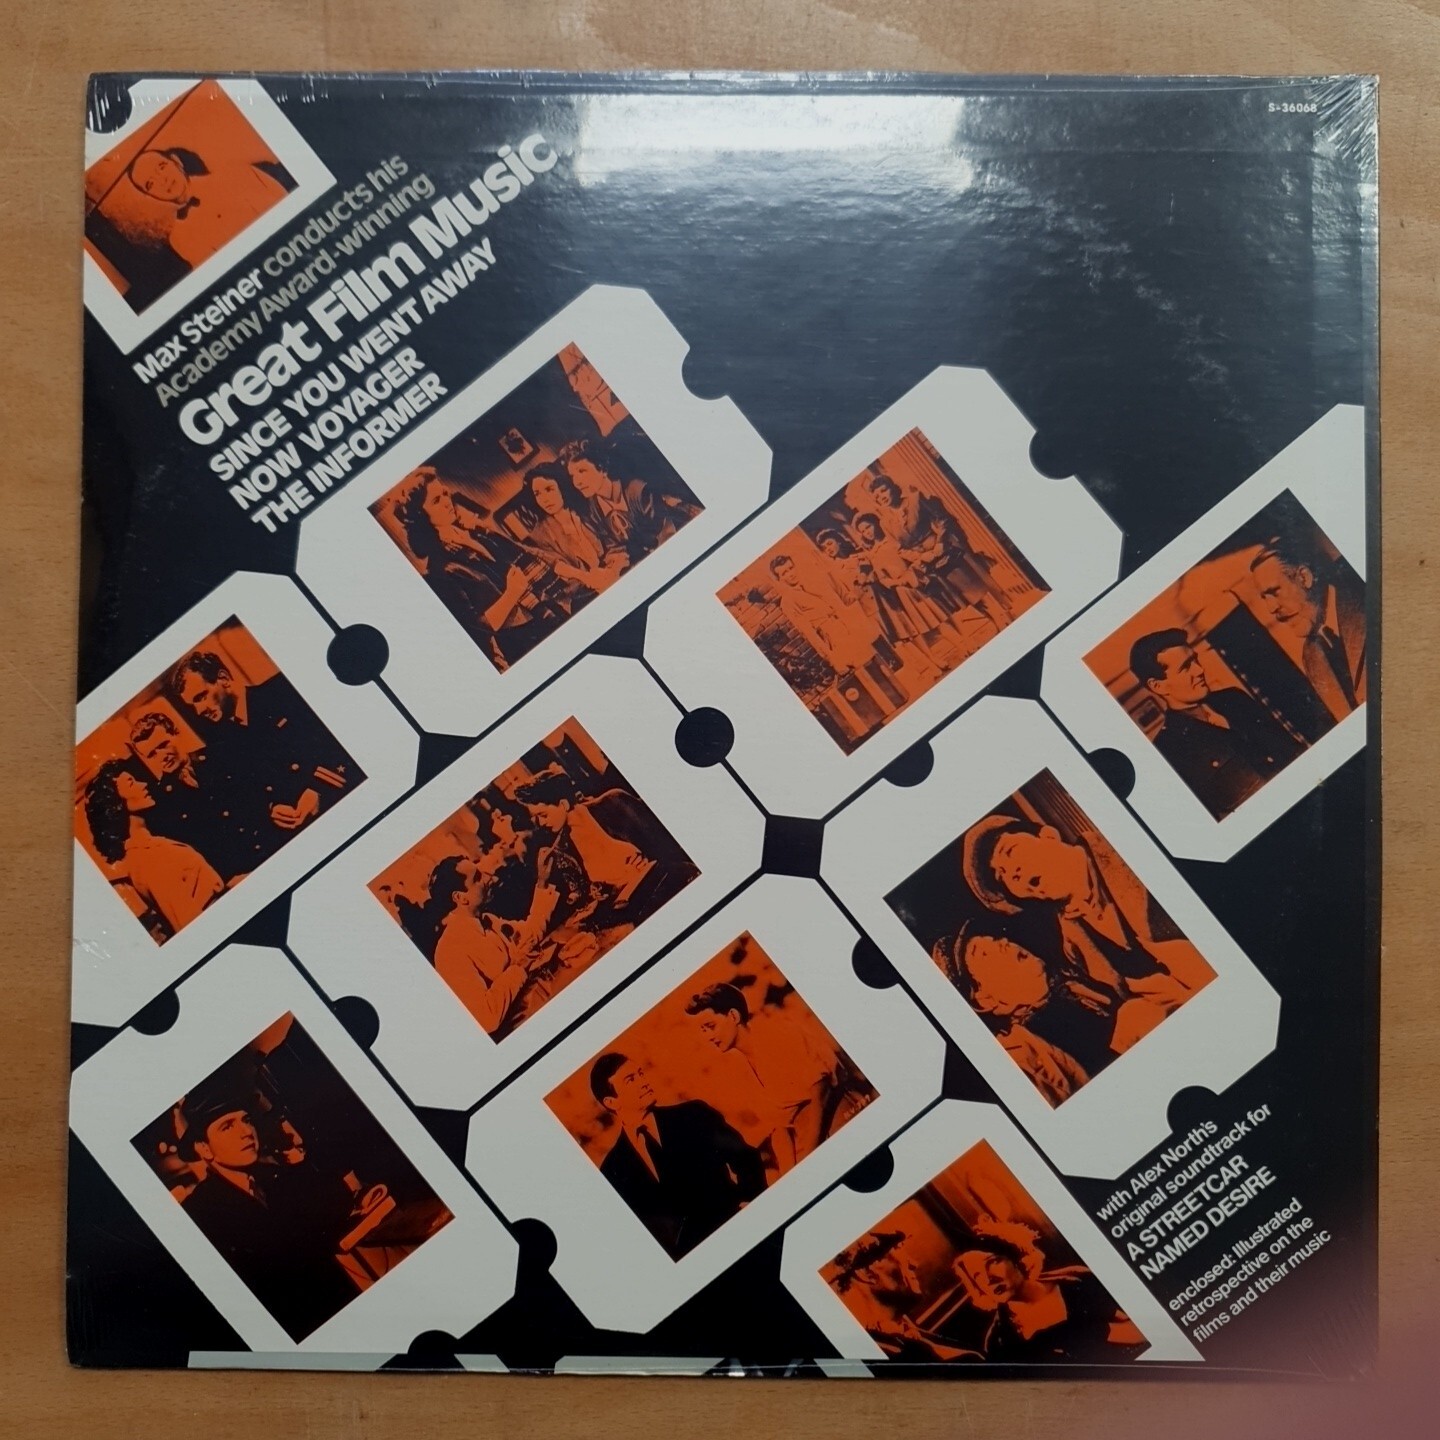 S-36068
Max Steiner conducts his
Academy Award-winning
Great Film Music
SINCE YOU WENT AWAY
NOW VOYAGER
THE INFORMER
with Alex North's
original soundtrack for
A STREETCAR
NAMED DESIRE
enclosed: Illustrated
retrospective on the
films and their music